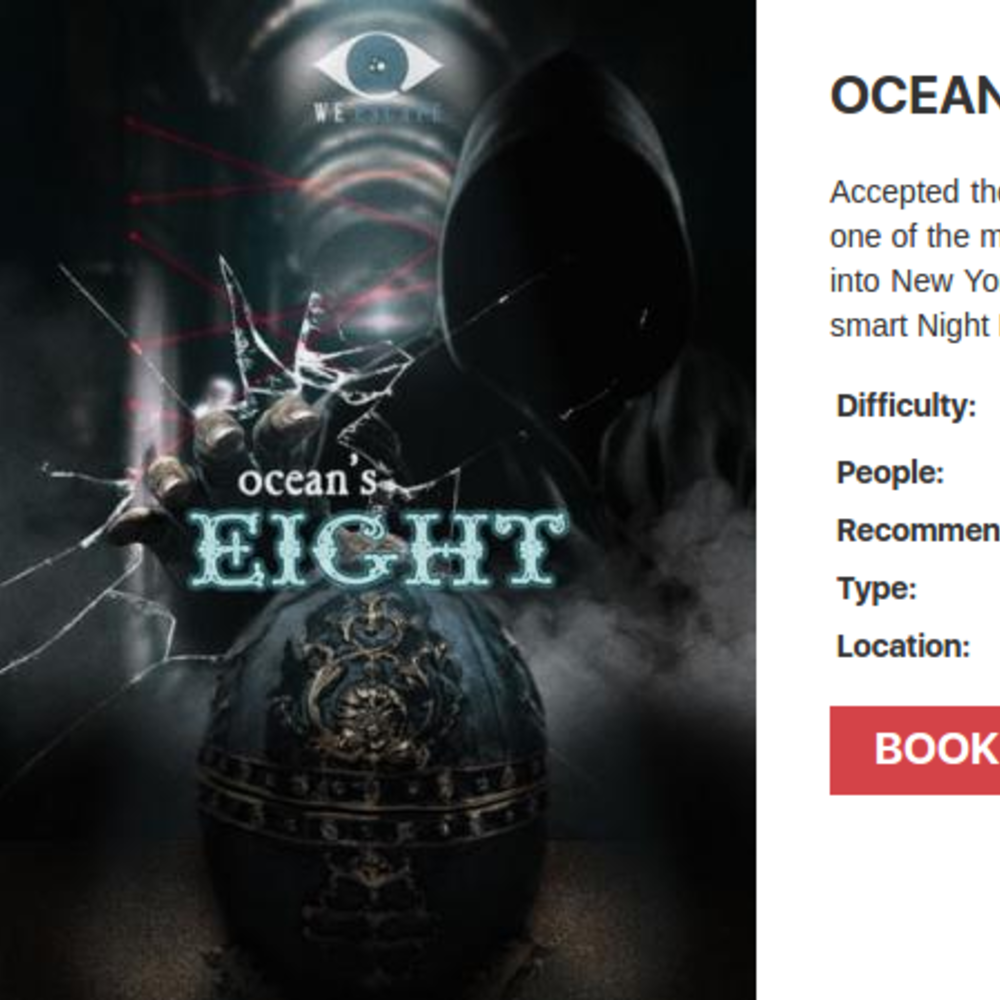 WE ESCAPE
ocean's
EIGHT
OCEAN
Accepted the
one of the m
into New Yo
smart Night
Difficulty:
People:
Recommen
Type:
Location:
BOOK